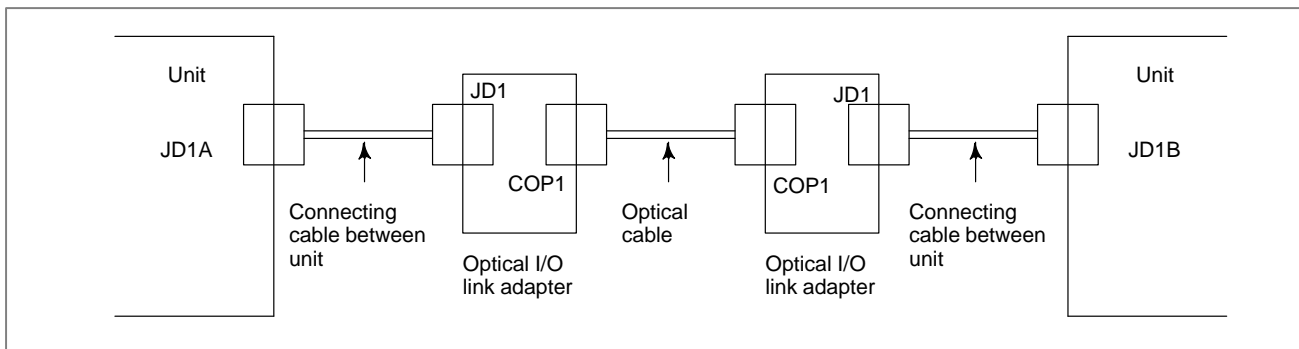 Unit
JD1A
Connecting
cable between
unit
JD1
COP1
Optical I/O
link adapter
Optical
cable
JD1
COP1
Optical I/O
link adapter
Connecting
cable between
unit
Unit
JD1B